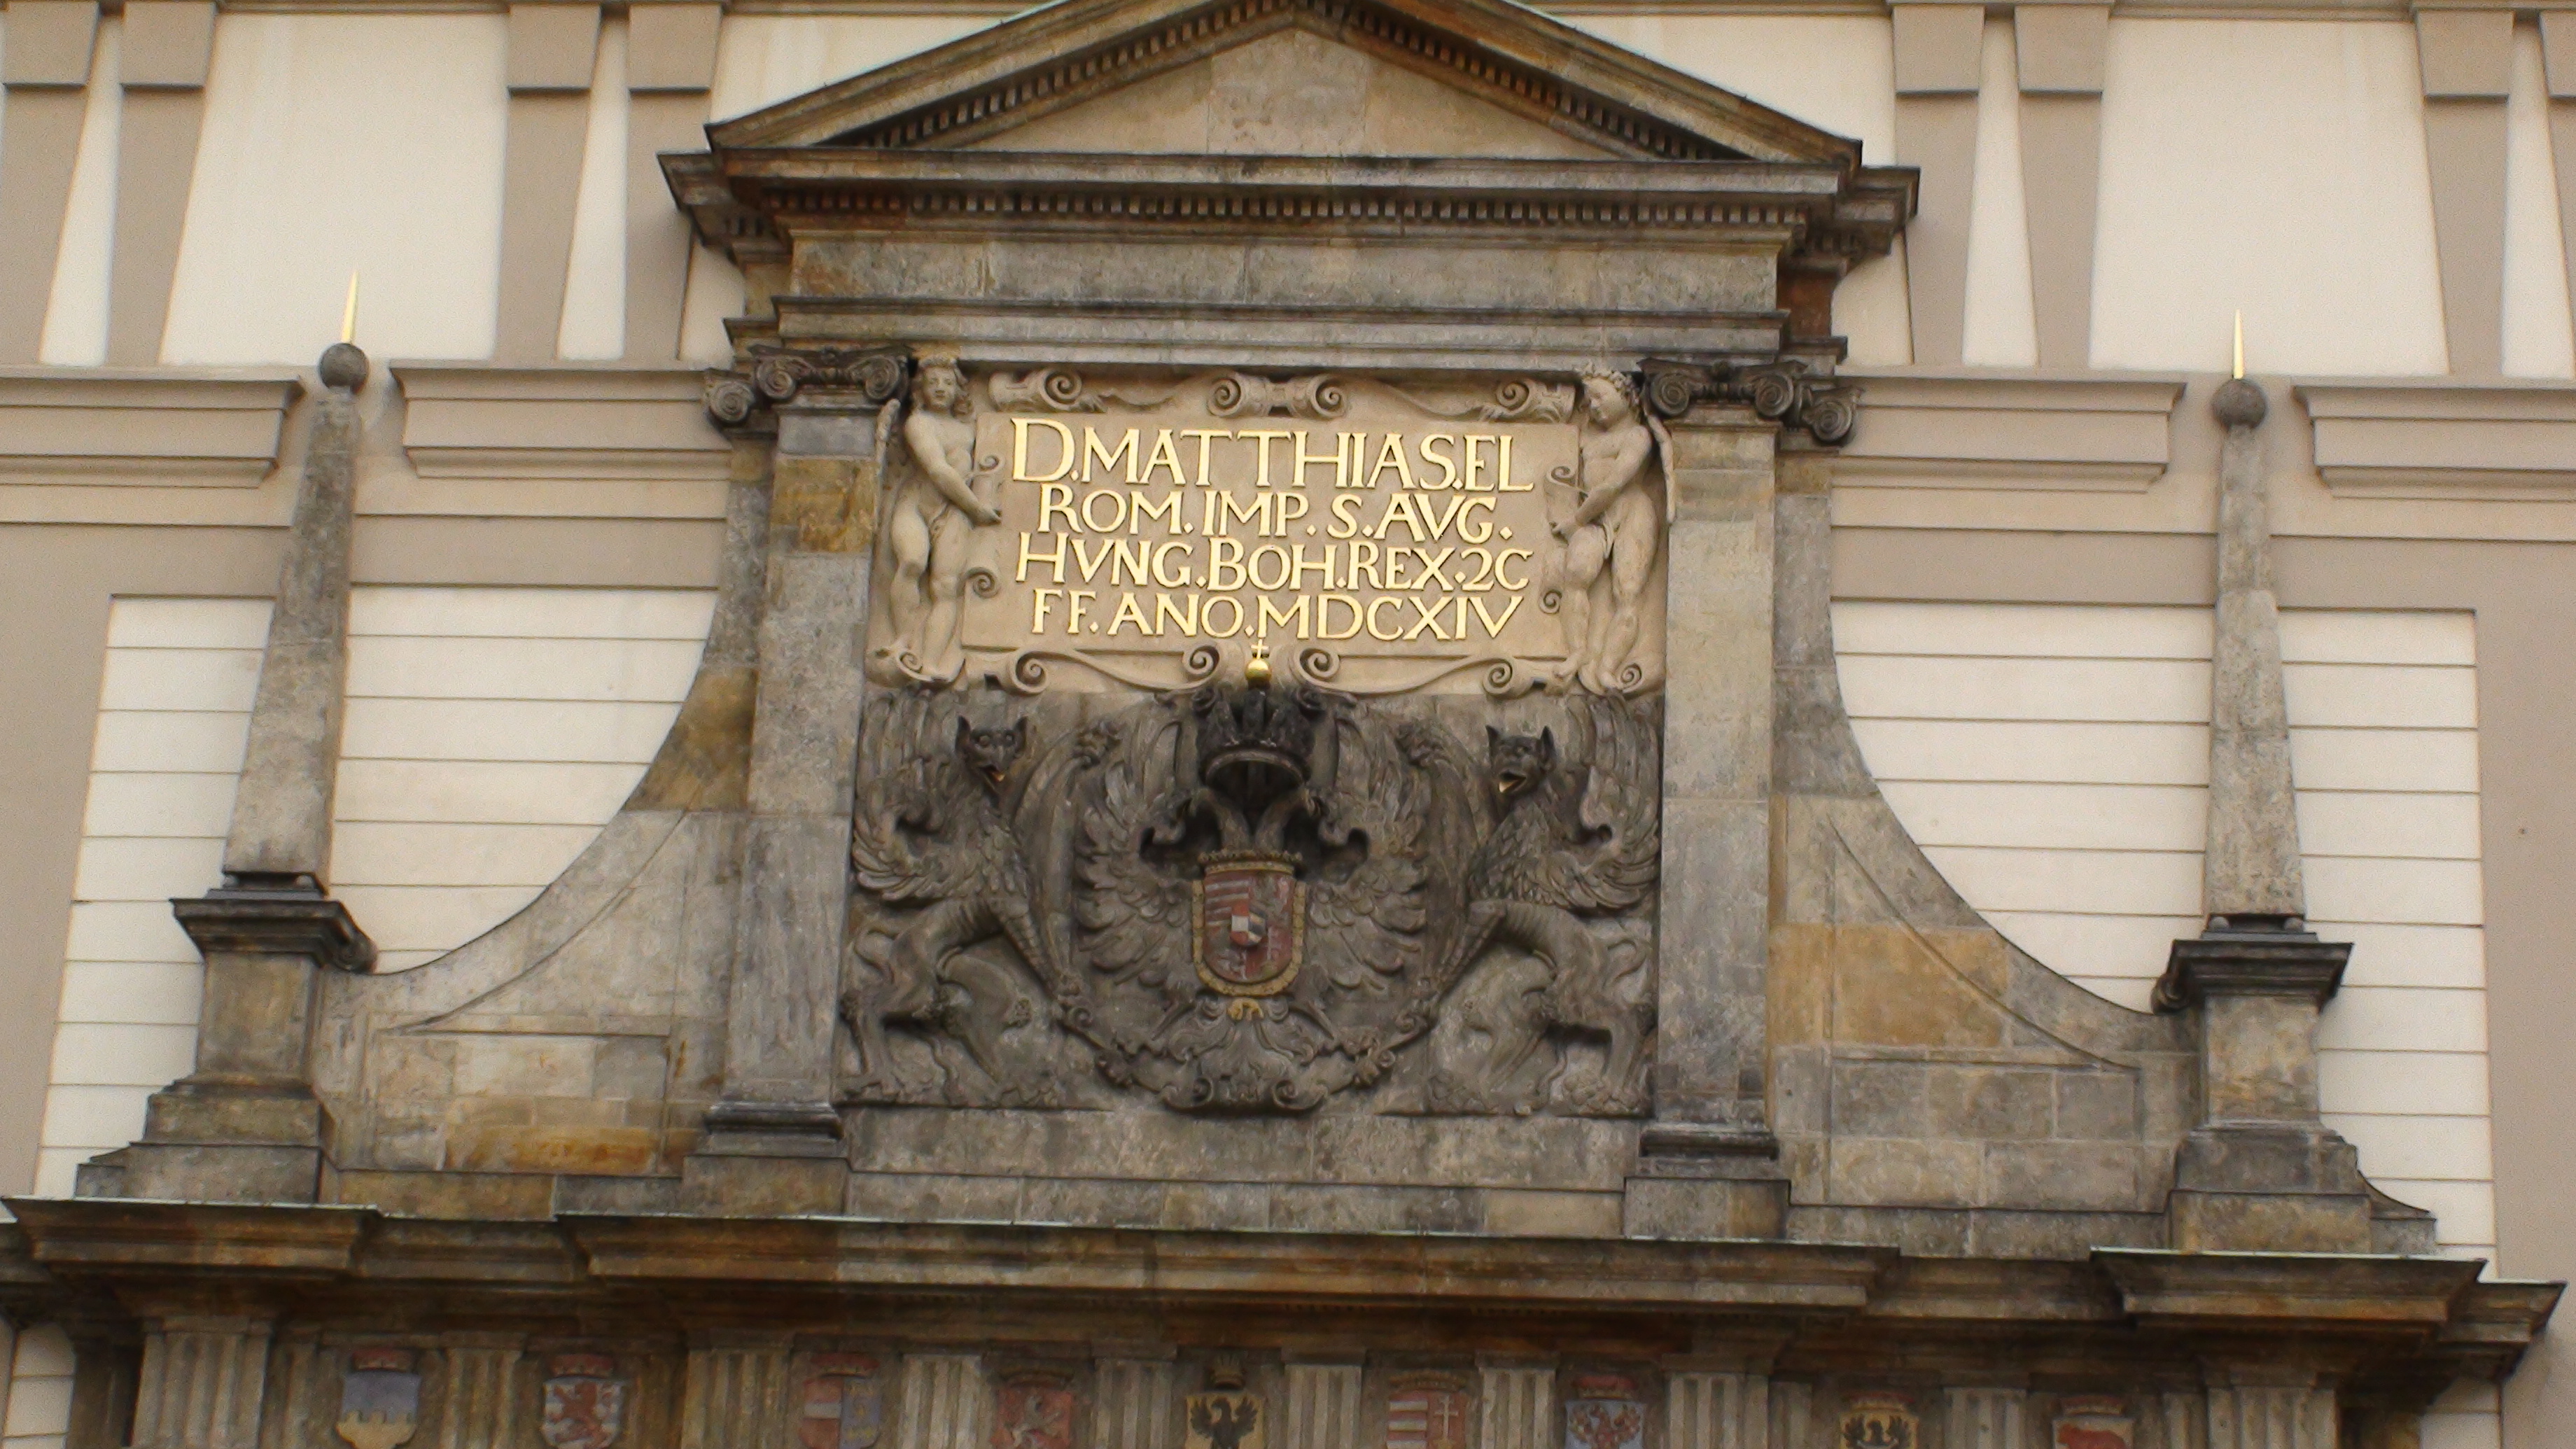 D.MATTHIAS.EL
ROM.IMP.S.AVG.
HVNG.BOH.REX.2C
FF.ANO.MDCXIV